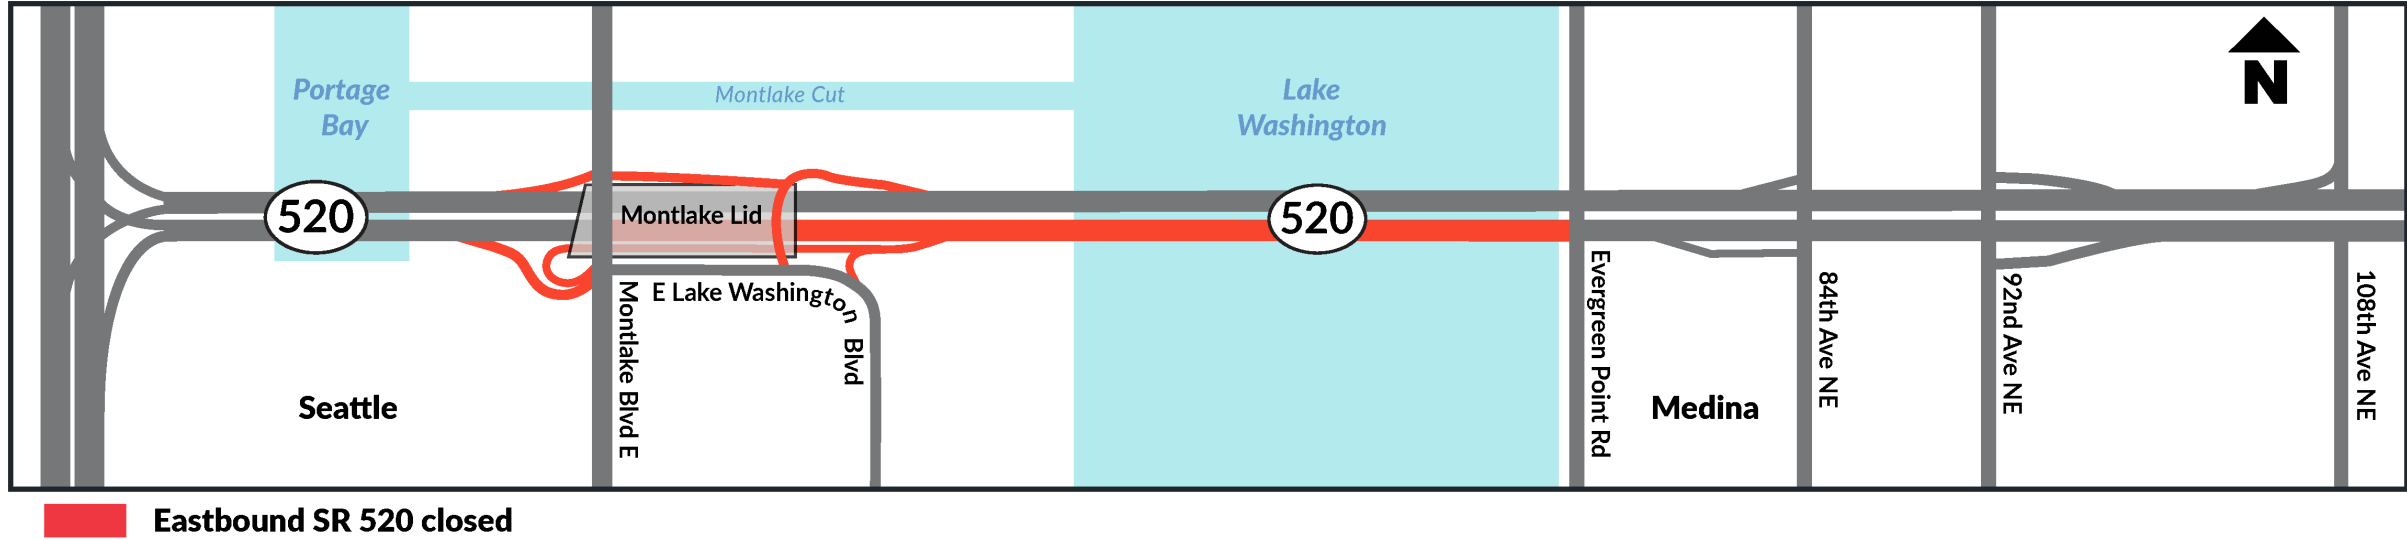 Portage
Bay
Montlake Cut
Lake
Washington
N
520
Montlake Lid
520
E Lake Washington Blvd
Montlake Blvd E
Evergreen Point Rd
84th Ave NE
92nd Ave NE
108th Ave NE
Seattle
Medina
Eastbound SR 520 closed